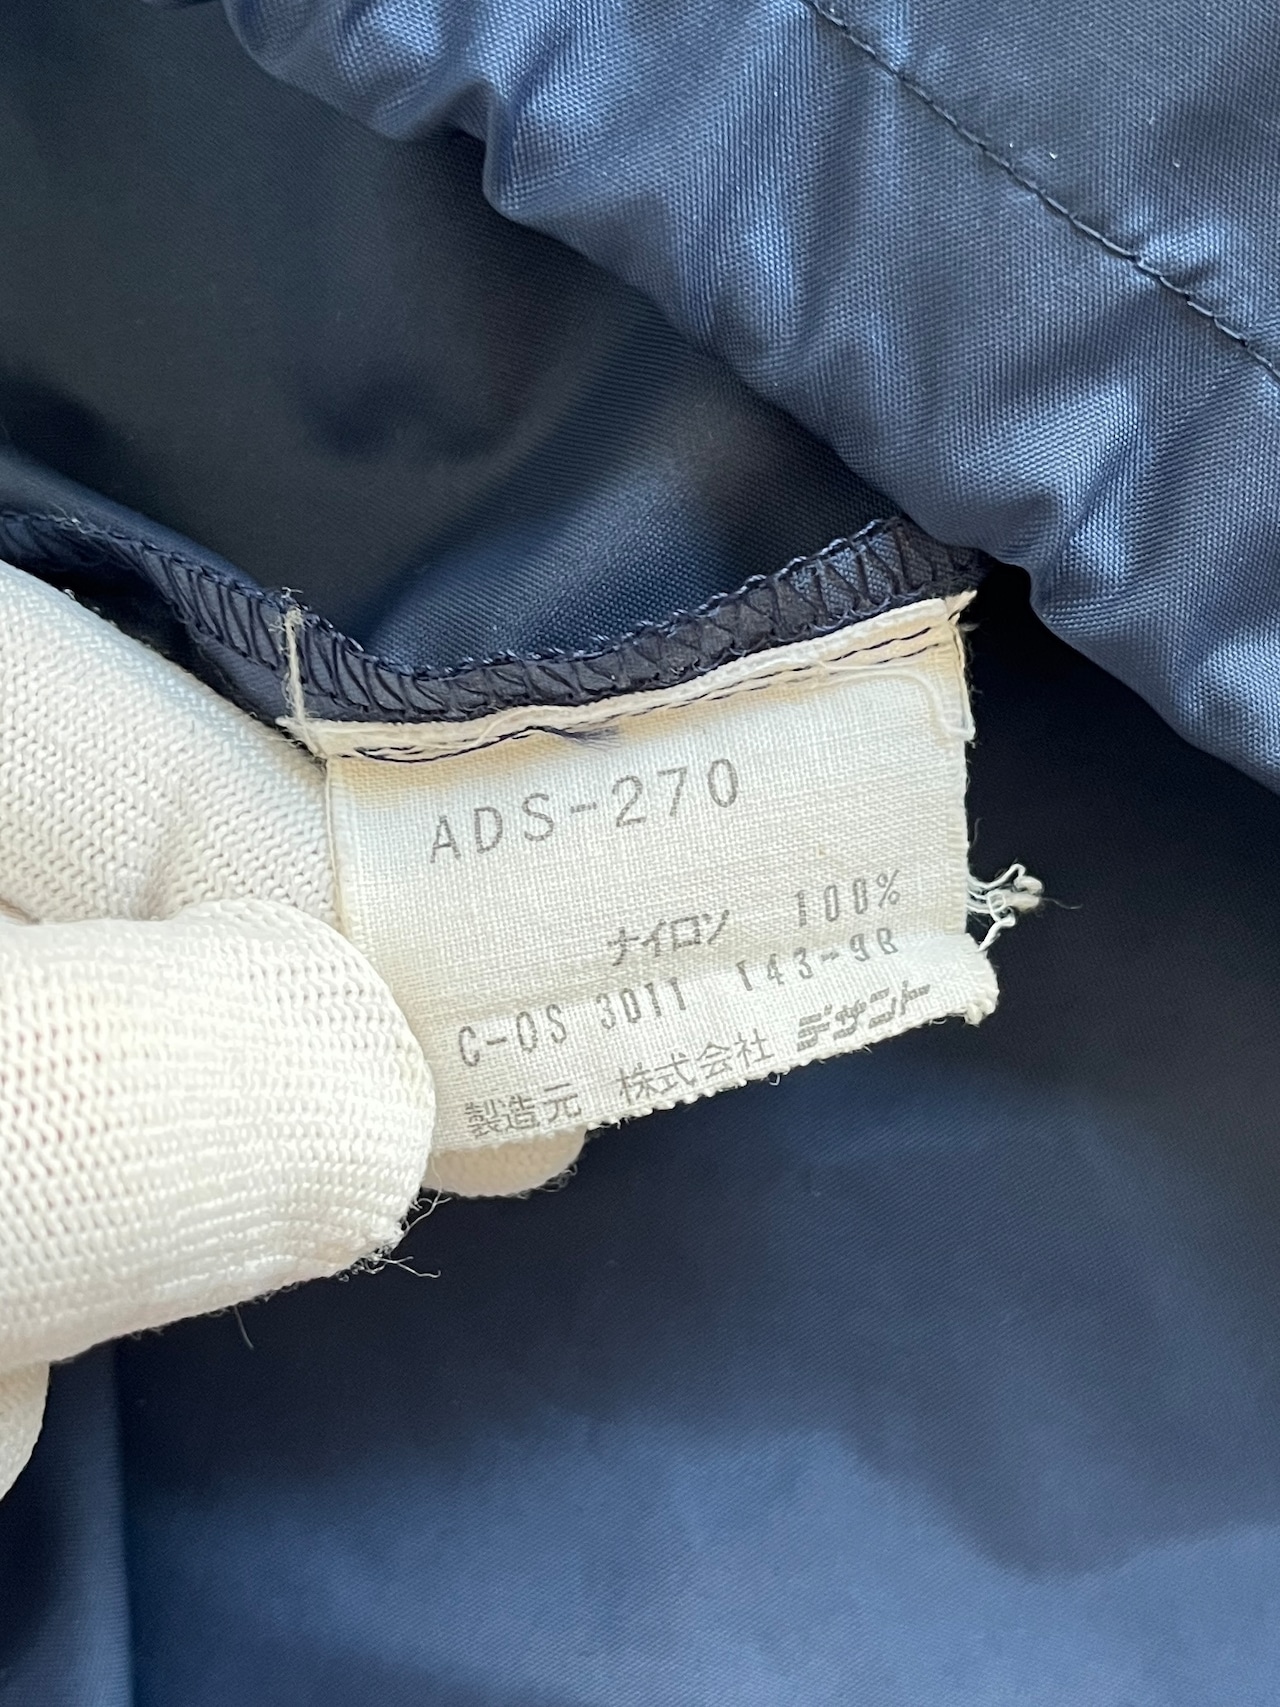 ADS-270
ナイロン 100%
C-OS 3011 143-98
製造元 株式会社 デサント